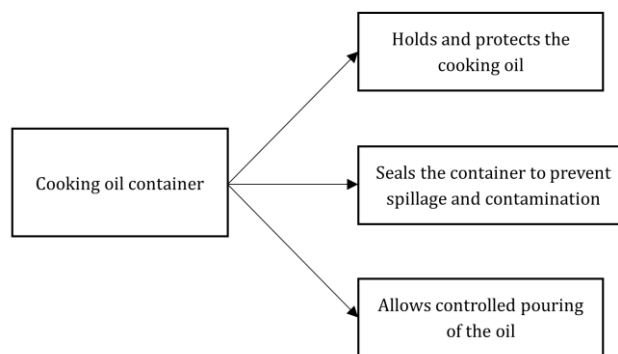 Holds and protects the
cooking oil
Cooking oil container
Seals the container to prevent
spillage and contamination
Allows controlled pouring
of the oil